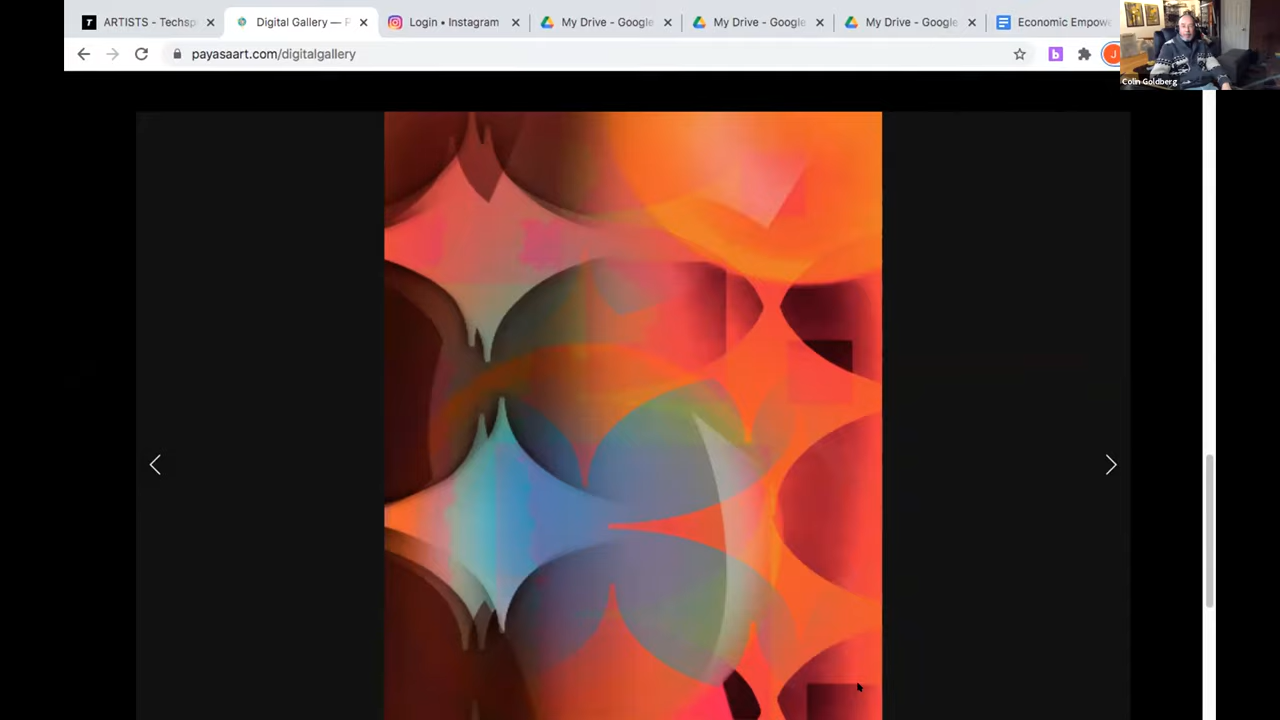 ARTISTS - Techsp
Digital Gallery — P
Login • Instagram
My Drive - Google
My Drive - Google
My Drive - Google
Economic Empow
payasaart.com/digitalgallery
J
Colin Goldberg